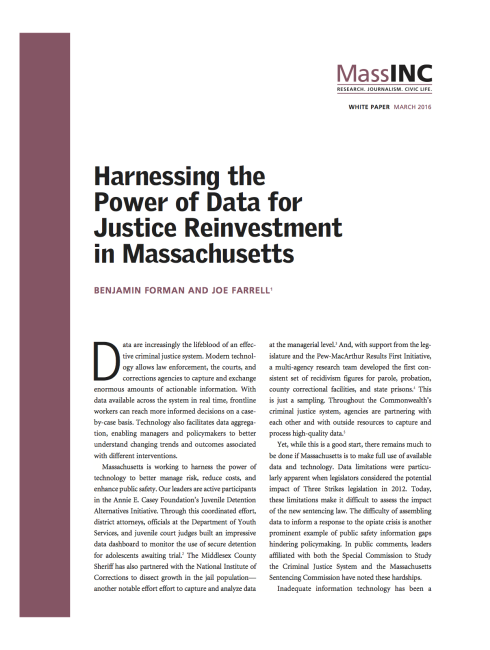 MassINC
RESEARCH. JOURNALISM. CIVIC LIFE.
WHITE PAPER MARCH 2016
Harnessing the
Power of Data for
Justice Reinvestment
in Massachusetts
BENJAMIN FORMAN AND JOE FARRELL¹
Data are increasingly the lifeblood of an effec-
tive criminal justice system. Modern technol-
ogy allows law enforcement, the courts, and
corrections agencies to capture and exchange
enormous amounts of actionable information. With
data available across the system in real time, frontline
workers can reach more informed decisions on a case-
by-case basis. Technology also facilitates data aggrega-
tion, enabling managers and policymakers to better
understand changing trends and outcomes associated
with different interventions.
Massachusetts is working to harness the power of
technology to better manage risk, reduce costs, and
enhance public safety. Our leaders are active participants
in the Annie E. Casey Foundation's Juvenile Detention
Alternatives Initiative. Through this coordinated effort,
district attorneys, officials at the Department of Youth
Services, and juvenile court judges built an impressive
data dashboard to monitor the use of secure detention
for adolescents awaiting trial.² The Middlesex County
Sheriff has also partnered with the National Institute of
Corrections to dissect growth in the jail population—
another notable effort effort to capture and analyze data
at the managerial level.³ And, with support from the leg-
islature and the Pew-MacArthur Results First Initiative,
a multi-agency research team developed the first con-
sistent set of recidivism figures for parole, probation,
county correctional facilities, and state prisons.⁴ This
is just a sampling. Throughout the Commonwealth's
criminal justice system, agencies are partnering with
each other and with outside resources to capture and
process high-quality data.⁵
Yet, while this is a good start, there remains much to
be done if Massachusetts is to make full use of available
data and technology. Data limitations were particu-
larly apparent when legislators considered the potential
impact of Three Strikes legislation in 2012. Today,
these limitations make it difficult to assess the impact
of the new sentencing law. The difficulty of assembling
data to inform a response to the opiate crisis is another
prominent example of public safety information gaps
hindering policymaking. In public comments, leaders
affiliated with both the Special Commission to Study
the Criminal Justice System and the Massachusetts
Sentencing Commission have noted these hardships.
Inadequate information technology has been a